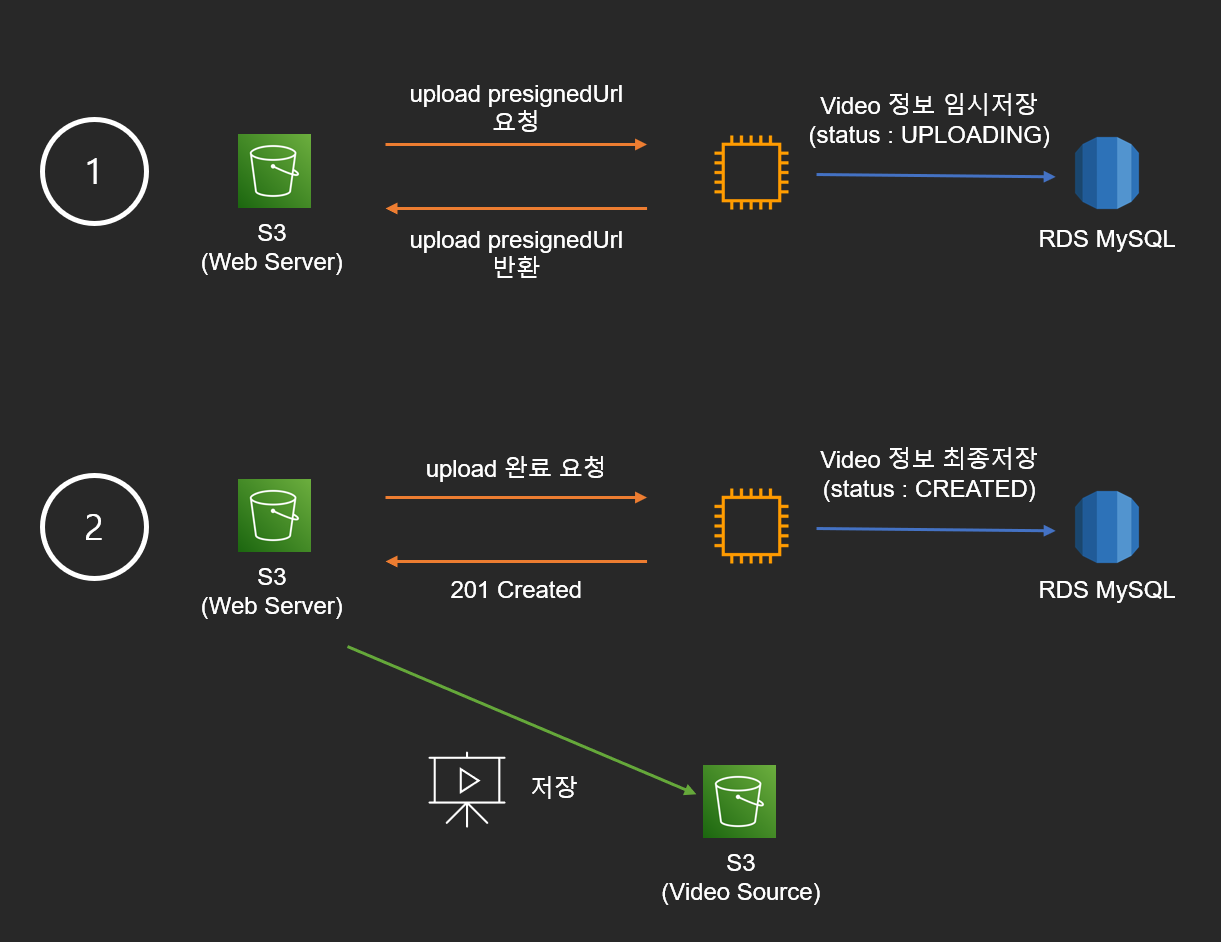 1
upload presignedUrl
요청
S3
(Web Server)
upload presignedUrl
반환
Video 정보 임시저장
(status : UPLOADING)
RDS MySQL
2
upload 완료 요청
S3
(Web Server)
201 Created
Video 정보 최종저장
(status : CREATED)
RDS MySQL
저장
S3
(Video Source)